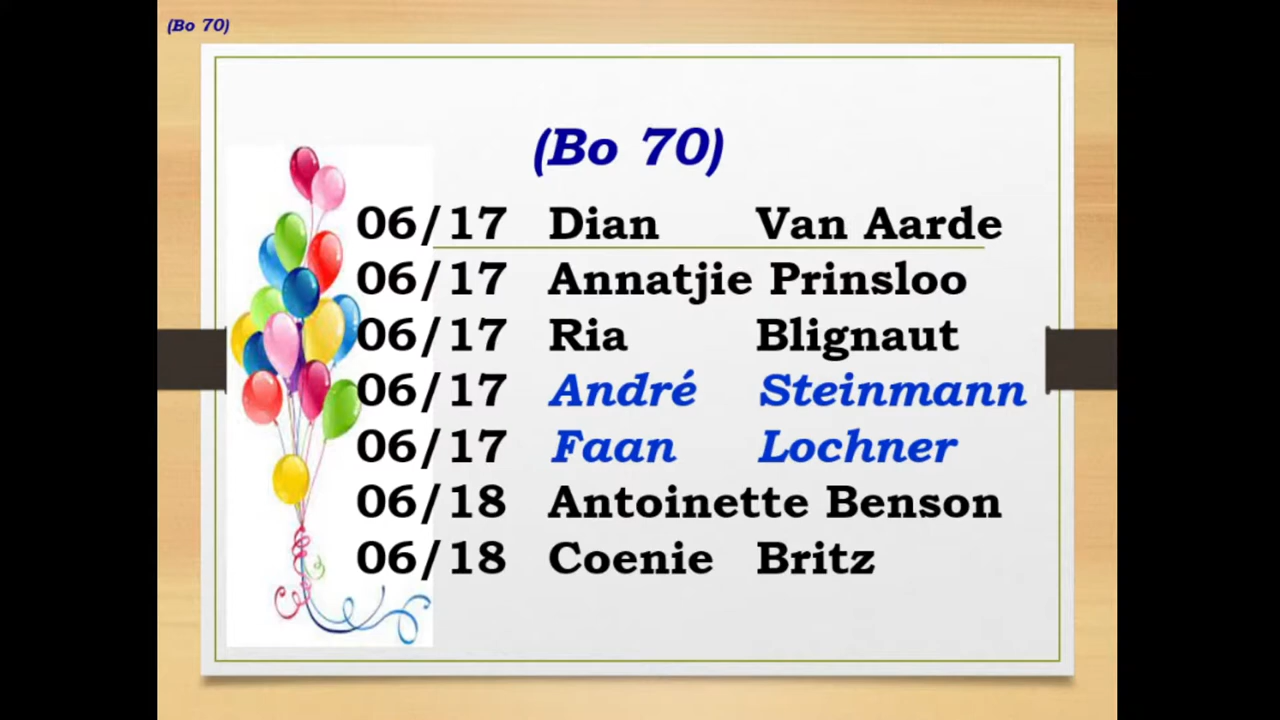 (Bo 70)
(Bo 70)
06/17 Dian Van Aarde
06/17 Annatjie Prinsloo
06/17 Ria Blignaut
06/17 André Steinmann
06/17 Faan Lochner
06/18 Antoinette Benson
06/18 Coenie Britz